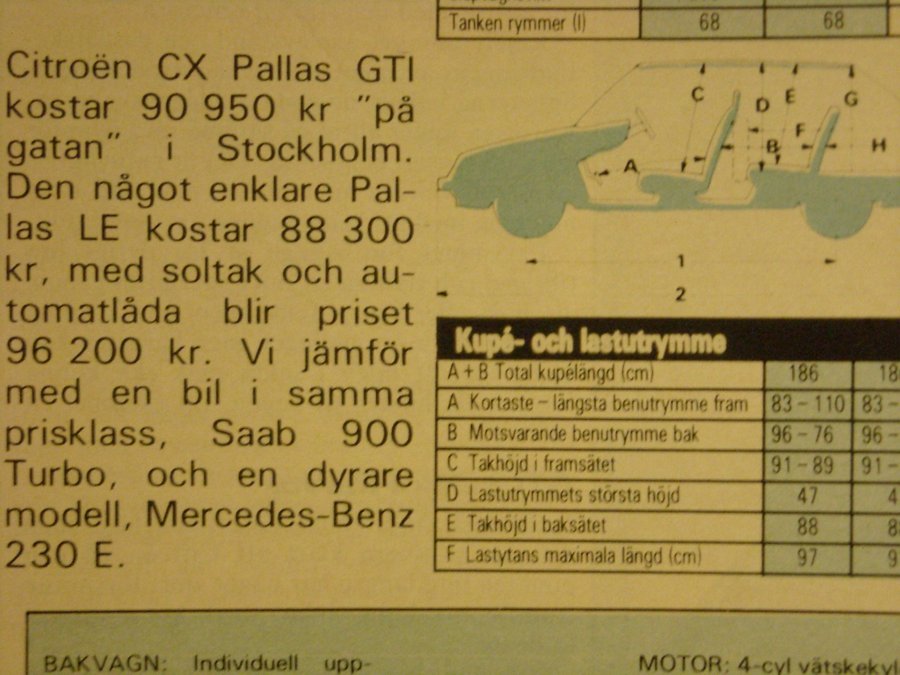 Tanken rymmer (l) 68 68
Citroën CX Pallas GTI
kostar 90 950 kr "på
gatan" i Stockholm.
Den något enklare Pal-
las LE kostar 88 300
kr, med soltak och au-
tomatlåda blir priset
96 200 kr. Vi jämför
med en bil i samma
prisklass, Saab 900
Turbo, och en dyrare
modell, Mercedes-Benz
230 E.
C D E G
F
A B H
1
2
Kupé- och lastutrymme
A + B Total kupélängd (cm) 186 18
A Kortaste – längsta benutrymme fram 83 – 110 83 –
B Motsvarande benutrymme bak 96 – 76 96 –
C Takhöjd i framsätet 91 – 89 91 –
D Lastutrymmets största höjd 47 4
E Takhöjd i baksätet 88 8
F Lastytans maximala längd (cm) 97 9
BAKVAGN: Individuell upp-
MOTOR: 4-cyl vätskekyl